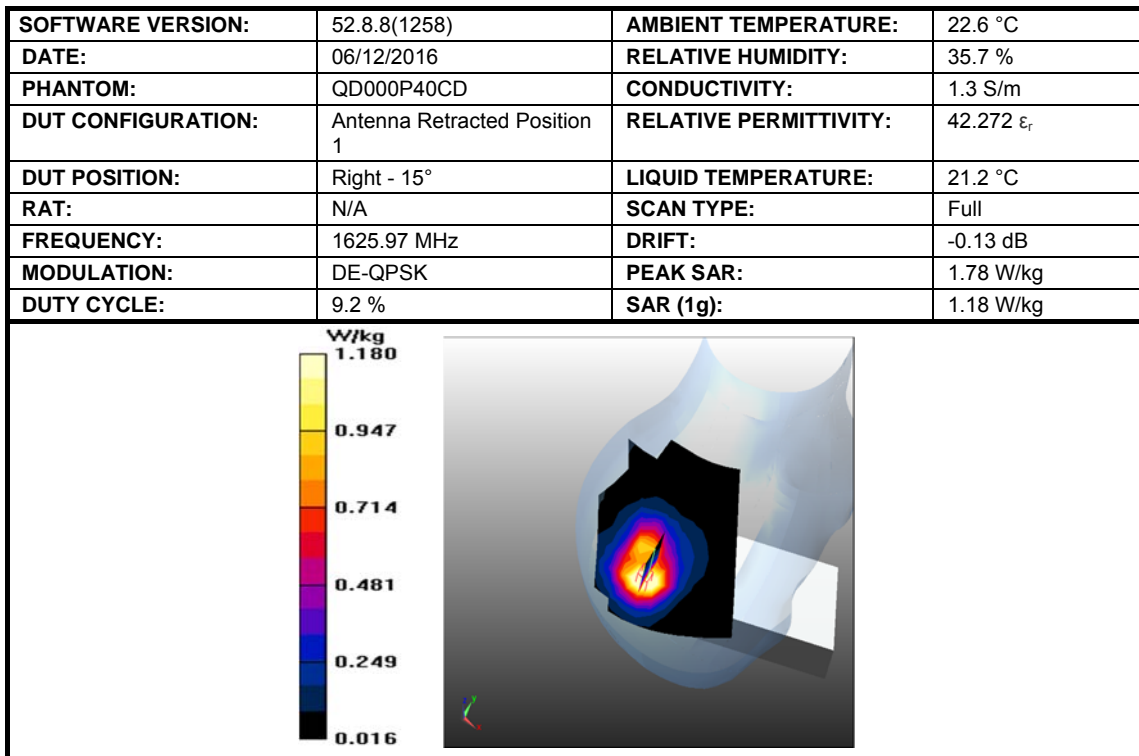 SOFTWARE VERSION: 52.8.8(1258) AMBIENT TEMPERATURE: 22.6 °C
DATE: 06/12/2016 RELATIVE HUMIDITY: 35.7 %
PHANTOM: QD000P40CD CONDUCTIVITY: 1.3 S/m
DUT CONFIGURATION: Antenna Retracted Position 1 RELATIVE PERMITTIVITY: 42.272 εr
DUT POSITION: Right - 15° LIQUID TEMPERATURE: 21.2 °C
RAT: N/A SCAN TYPE: Full
FREQUENCY: 1625.97 MHz DRIFT: -0.13 dB
MODULATION: DE-QPSK PEAK SAR: 1.78 W/kg
DUTY CYCLE: 9.2 % SAR (1g): 1.18 W/kg
W/kg
1.180
0.947
0.714
0.481
0.249
0.016